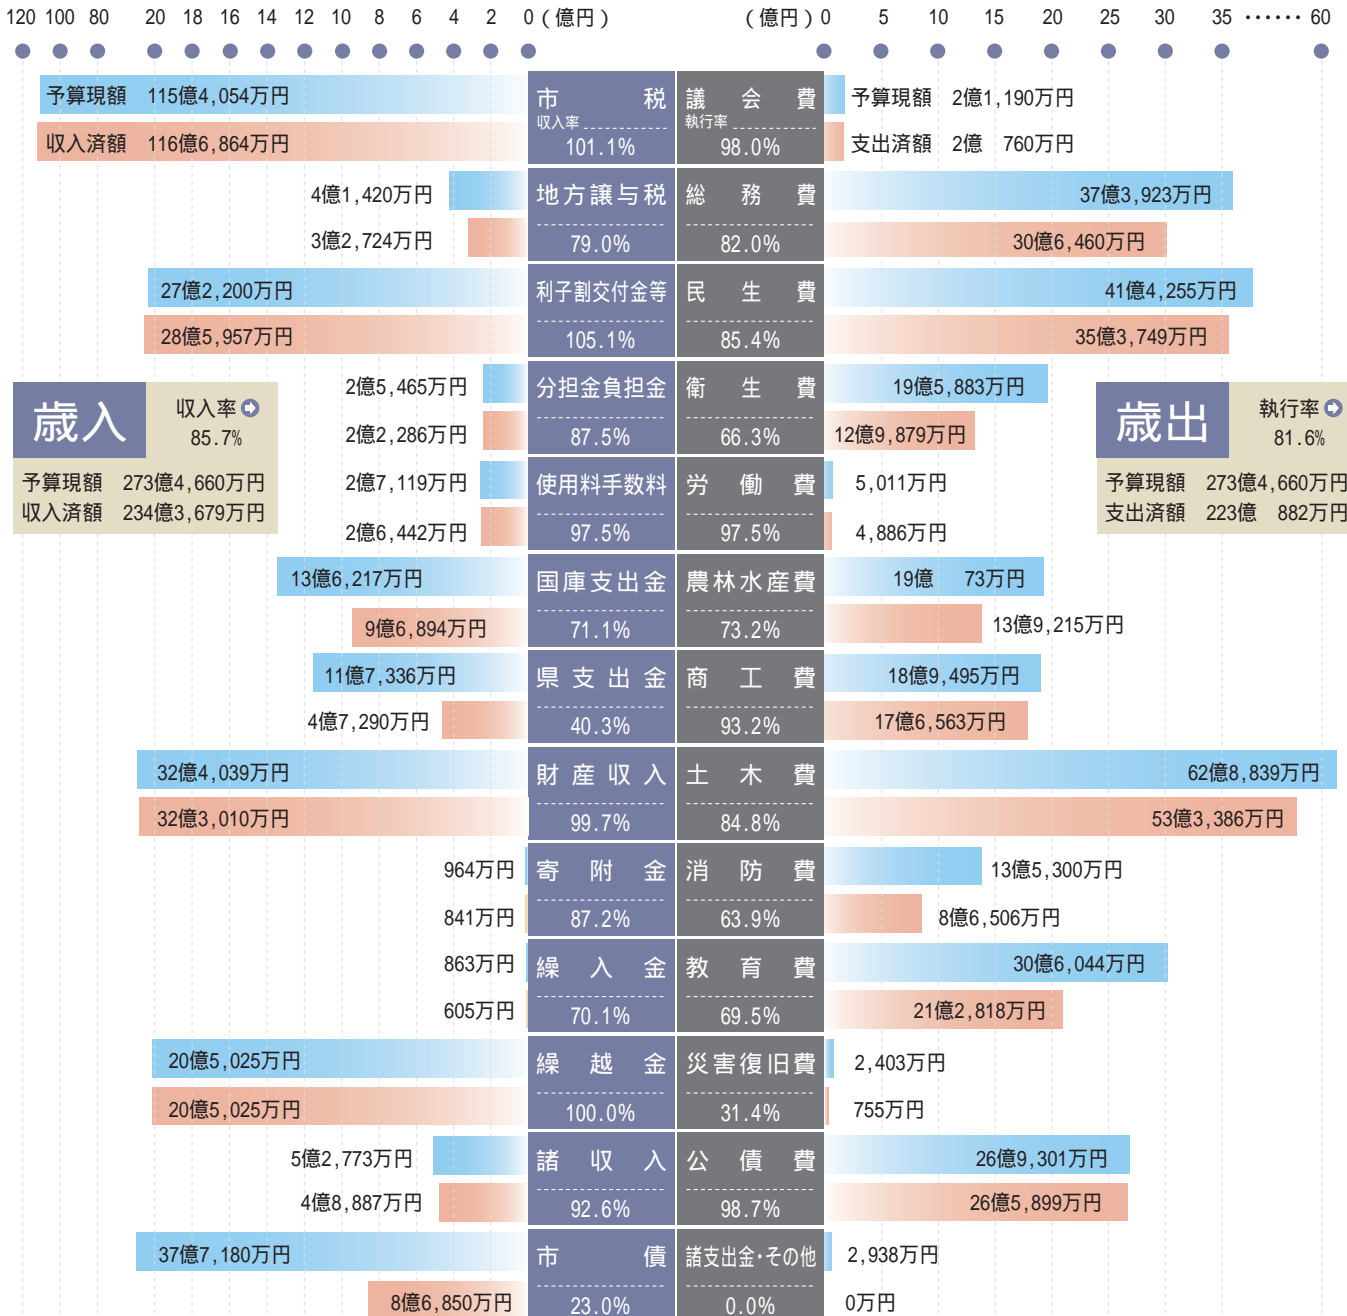 120 100 80 20 18 16 14 12 10 8 6 4 2 0（億円）
（億円）0 5 10 15 20 25 30 35 …… 60
予算現額 115億4,054万円
収入済額 116億6,864万円
市税
収入率
101.1%
議会費
執行率
98.0%
予算現額 2億1,190万円
支出済額 2億 760万円
4億1,420万円
3億2,724万円
地方譲与税
79.0%
総務費
82.0%
37億3,923万円
30億6,460万円
27億2,200万円
28億5,957万円
利子割交付金等
105.1%
民生費
85.4%
41億4,255万円
35億3,749万円
歳入
収入率
85.7%
予算現額 273億4,660万円
収入済額 234億3,679万円
2億5,465万円
2億2,286万円
分担金負担金
87.5%
衛生費
66.3%
19億5,883万円
12億9,879万円
歳出
執行率
81.6%
予算現額 273億4,660万円
支出済額 223億 882万円
2億7,119万円
2億6,442万円
使用料手数料
97.5%
労働費
97.5%
5,011万円
4,886万円
13億6,217万円
9億6,894万円
国庫支出金
71.1%
農林水産費
73.2%
19億 73万円
13億9,215万円
11億7,336万円
4億7,290万円
県支出金
40.3%
商工費
93.2%
18億9,495万円
17億6,563万円
32億4,039万円
32億3,010万円
財産収入
99.7%
土木費
84.8%
62億8,839万円
53億3,386万円
964万円
841万円
寄附金
87.2%
消防費
63.9%
13億5,300万円
8億6,506万円
863万円
605万円
繰入金
70.1%
教育費
69.5%
30億6,044万円
21億2,818万円
20億5,025万円
20億5,025万円
繰越金
100.0%
災害復旧費
31.4%
2,403万円
755万円
5億2,773万円
4億8,887万円
諸収入
92.6%
公債費
98.7%
26億9,301万円
26億5,899万円
37億7,180万円
8億6,850万円
市債
23.0%
諸支出金・その他
0.0%
2,938万円
0万円